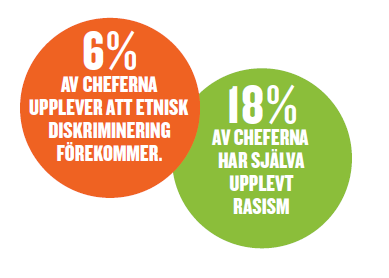 6%
AV CHEFERNA
UPPLEVER ATT ETNISK
DISKRIMINERING
FÖREKOMMER.
18%
AV CHEFERNA
HAR SJÄLVA
UPPLEVT
RASISM